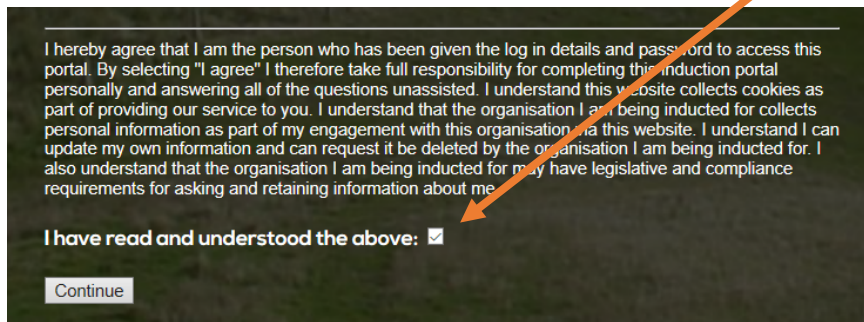 I hereby agree that I am the person who has been given the log in details and password to access this
portal. By selecting "I agree" I therefore take full responsibility for completing this induction portal
personally and answering all of the questions unassisted. I understand this website collects cookies as
part of providing our service to you. I understand that the organisation I am being inducted for collects
personal information as part of my engagement with this organisation via this website. I understand I can
update my own information and can request it be deleted by the organisation I am being inducted for. I
also understand that the organisation I am being inducted for may have legislative and compliance
requirements for asking and retaining information about me.
I have read and understood the above:
Continue